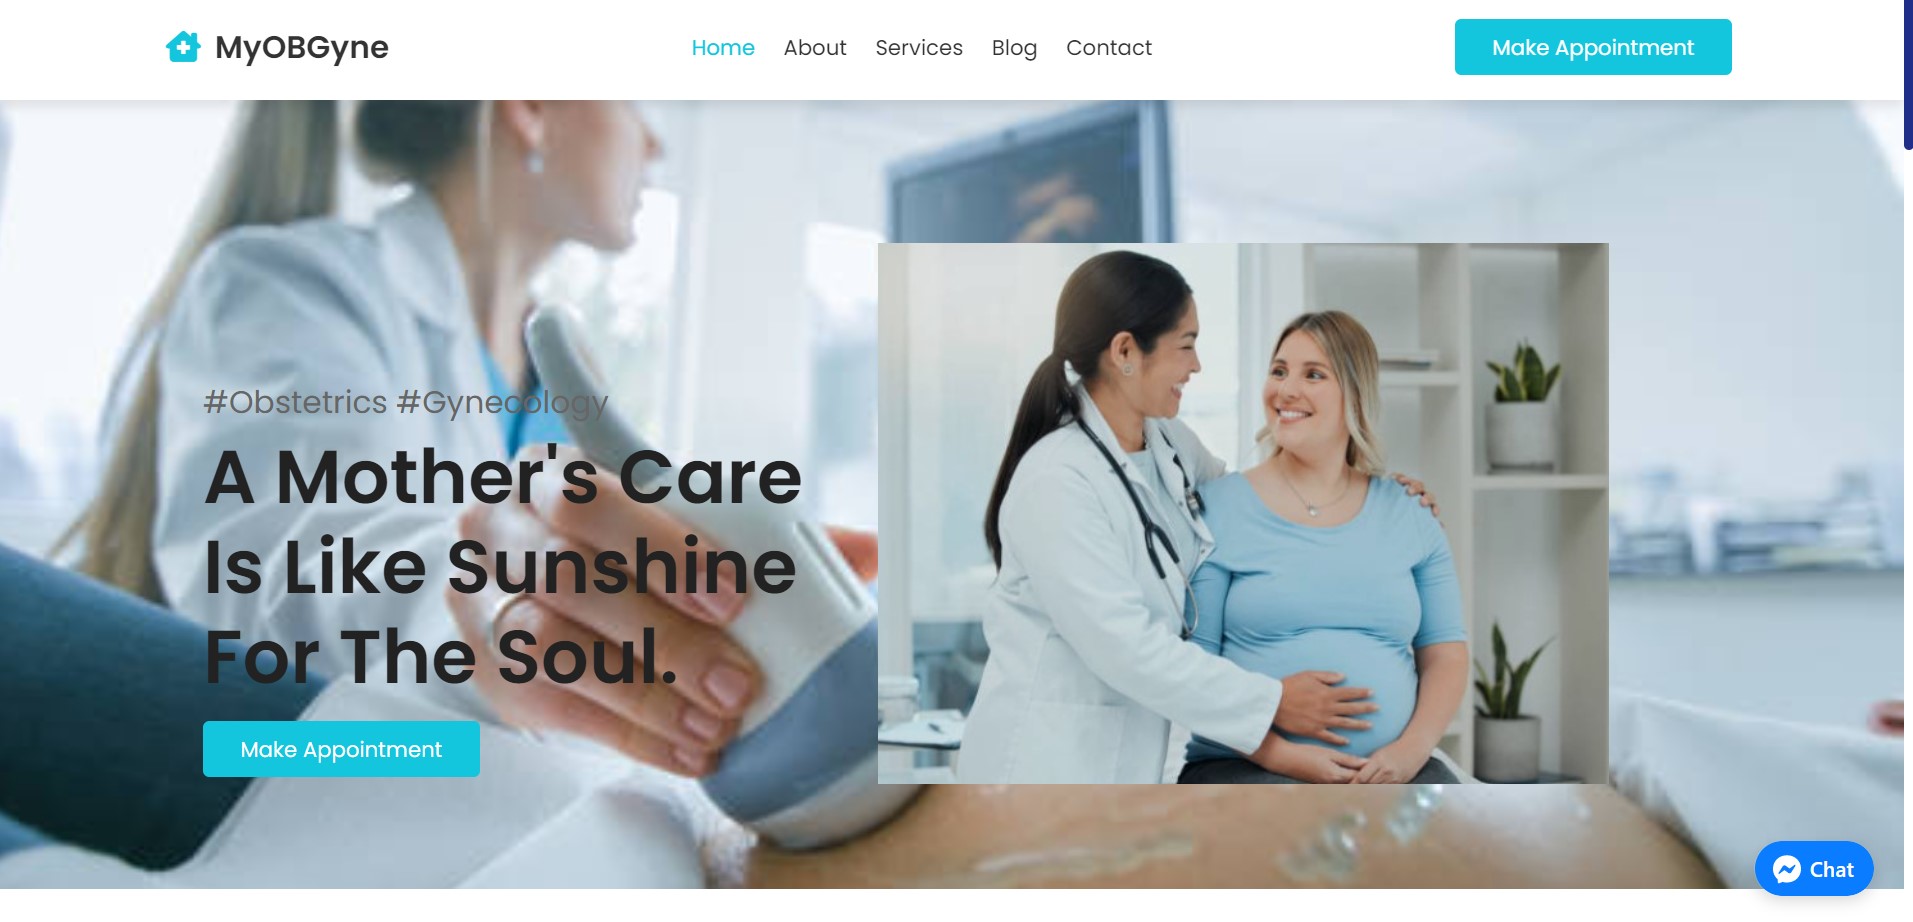 MyOBGyne
Home About Services Blog Contact
Make Appointment
#Obstetrics #Gynecology
A Mother's Care
Is Like Sunshine
For The Soul.
Make Appointment
Chat